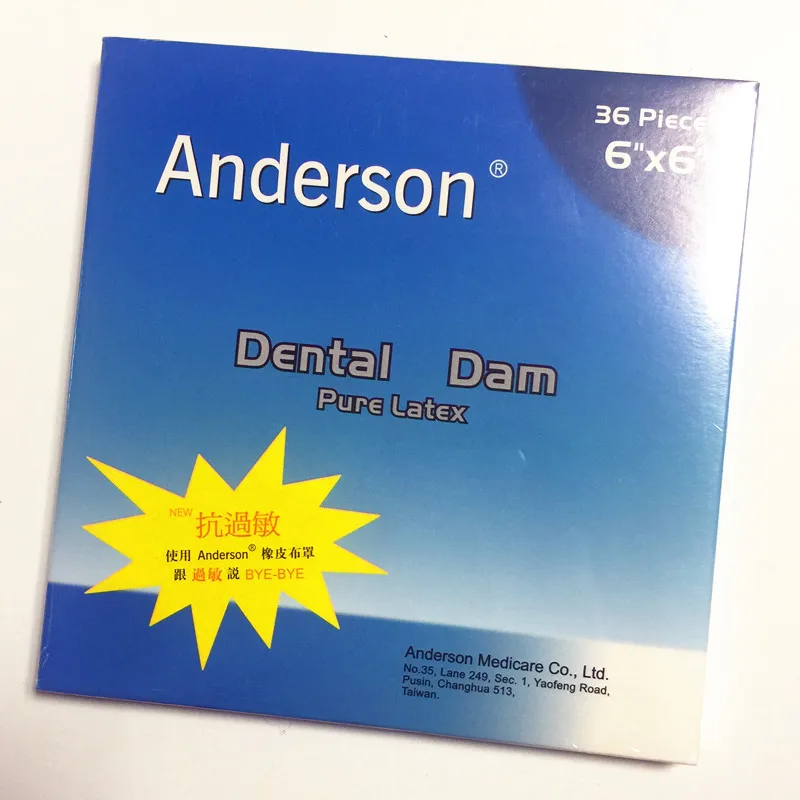 36 Piece
6"x6"
Anderson®
Dental Dam
Pure Latex
NEW 抗過敏
使用 Anderson® 橡皮布罩
跟 過敏 説 BYE-BYE
Anderson Medicare Co., Ltd.
No.35, Lane 249, Sec. 1, Yaofeng Road,
Pusin, Changhua 513,
Taiwan.